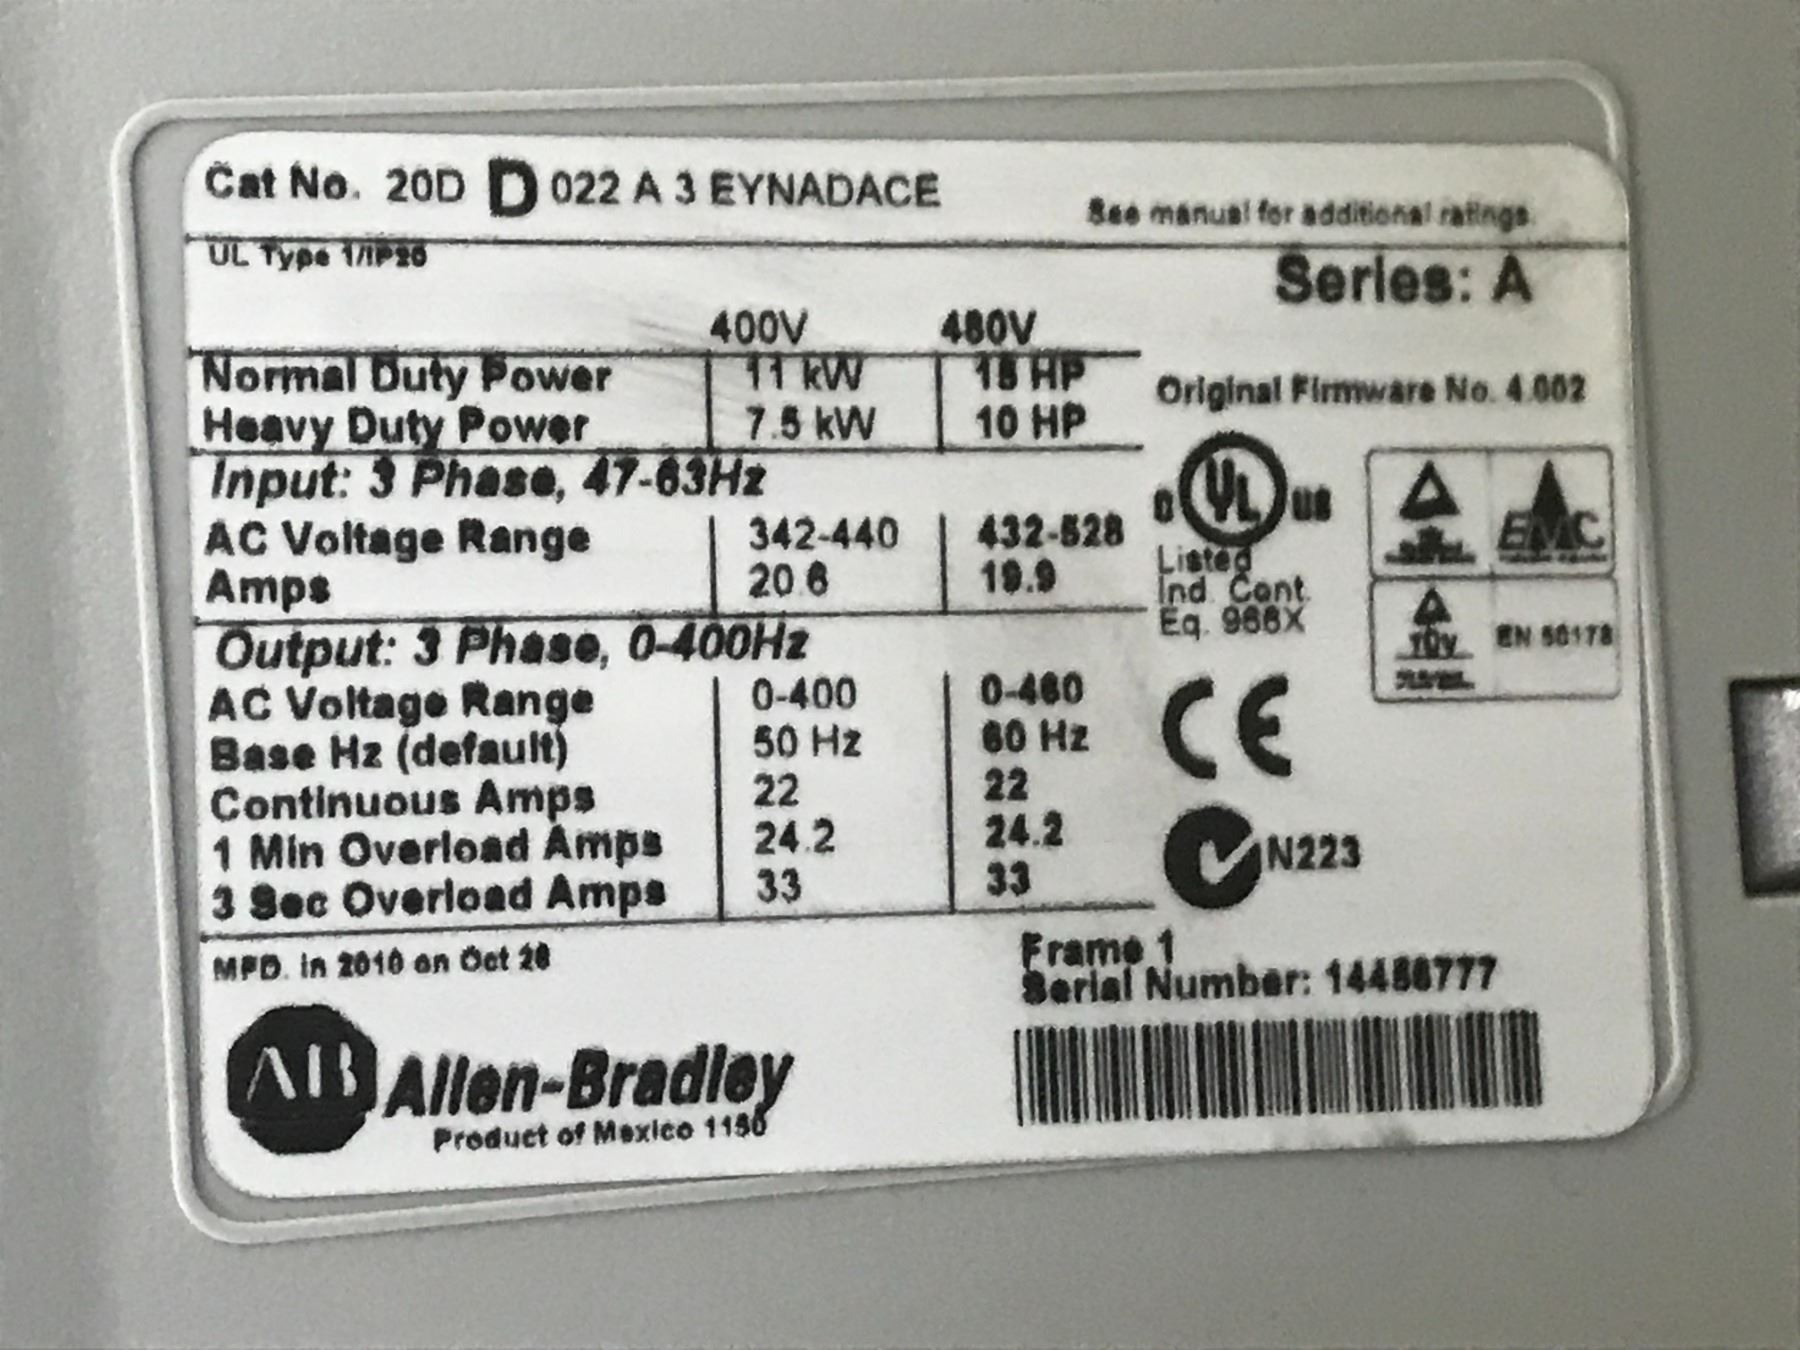 Cat No. 20D D 022 A 3 EYNADACE
See manual for additional ratings
UL Type 1/IP20
Series: A
400V 480V
Normal Duty Power 11 kW 15 HP
Heavy Duty Power 7.5 kW 10 HP
Original Firmware No. 4.002
Input: 3 Phase, 47-63Hz
AC Voltage Range 342-440 432-528
Amps 20.6 19.9
C UL US
Listed
Ind. Cont.
Eq. 966X
EMC
TÜV
EN 50178
Output: 3 Phase, 0-400Hz
AC Voltage Range 0-400 0-460
Base Hz (default) 50 Hz 60 Hz
Continuous Amps 22 22
1 Min Overload Amps 24.2 24.2
3 Sec Overload Amps 33 33
CE
N223
MFD. in 2010 on Oct 28
Frame 1
Serial Number:
AB Allen-Bradley
Product of Mexico